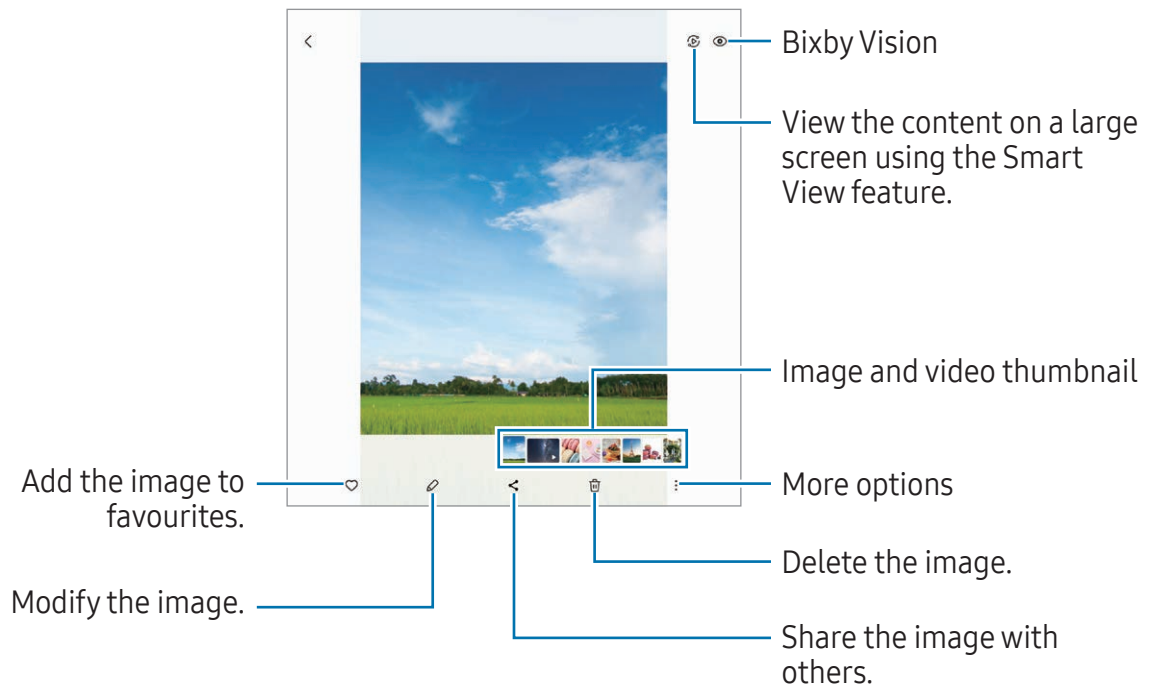 Bixby Vision
View the content on a large
screen using the Smart
View feature.
Image and video thumbnail
Add the image to
favourites.
More options
Delete the image.
Modify the image.
Share the image with
others.